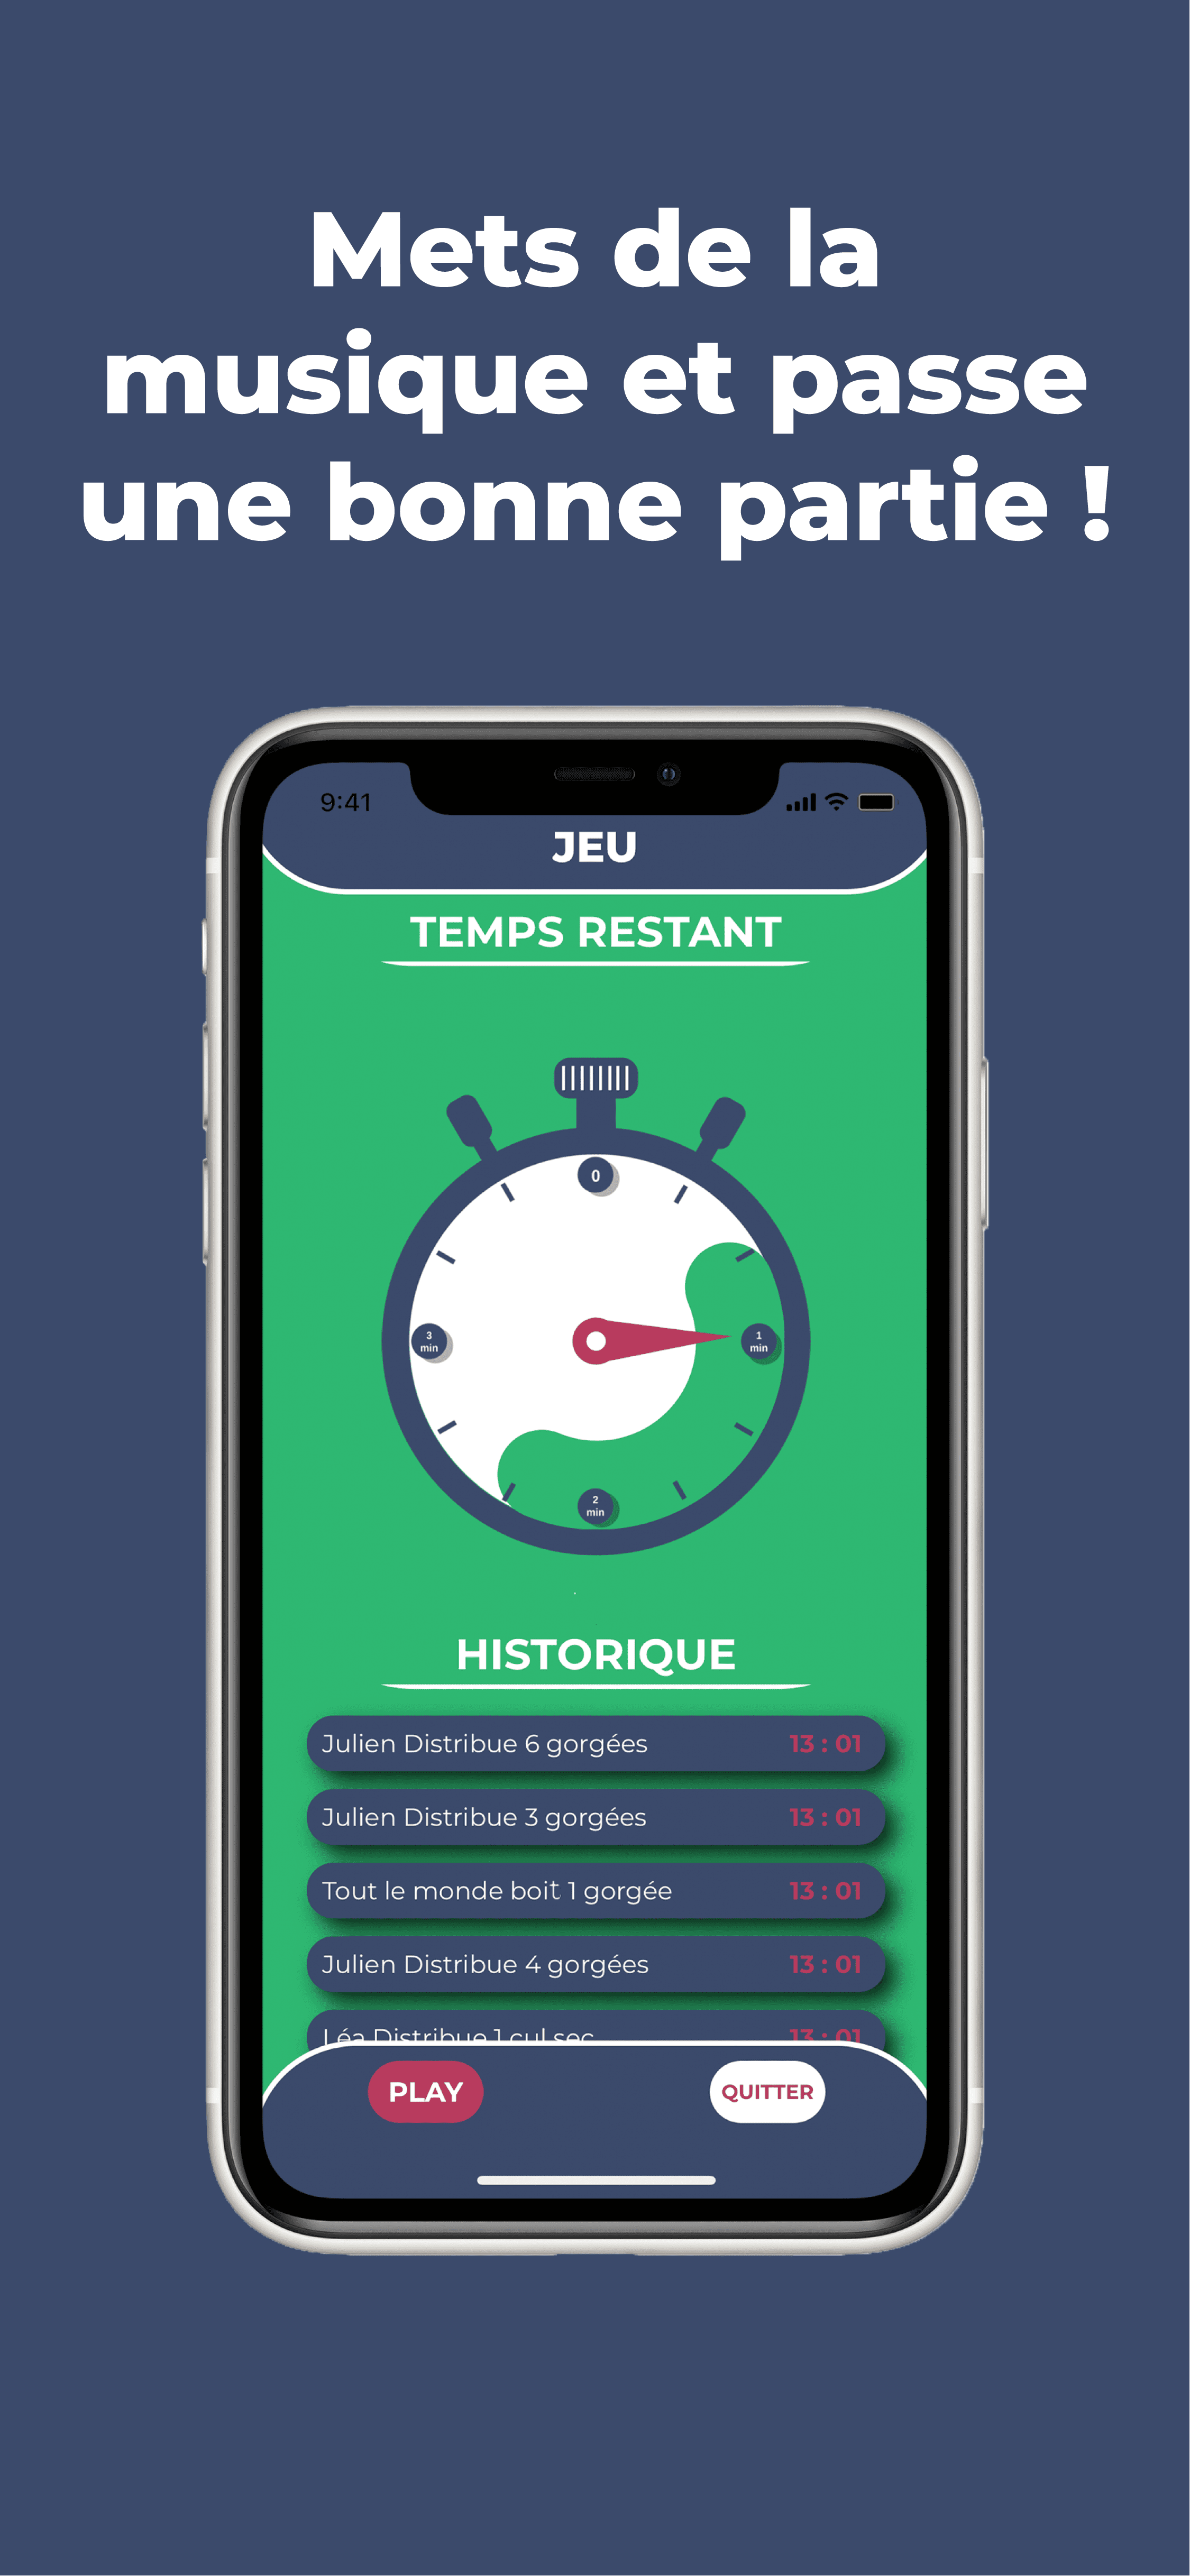 Mets de la
musique et passe
une bonne partie !
9:41
JEU
TEMPS RESTANT
0
3
min
1
min
2
min
HISTORIQUE
Julien Distribue 6 gorgées 13 : 01
Julien Distribue 3 gorgées 13 : 01
Tout le monde boit 1 gorgée 13 : 01
Julien Distribue 4 gorgées 13 : 01
Léa Distribue 1 cul sec 13 : 01
PLAY
QUITTER